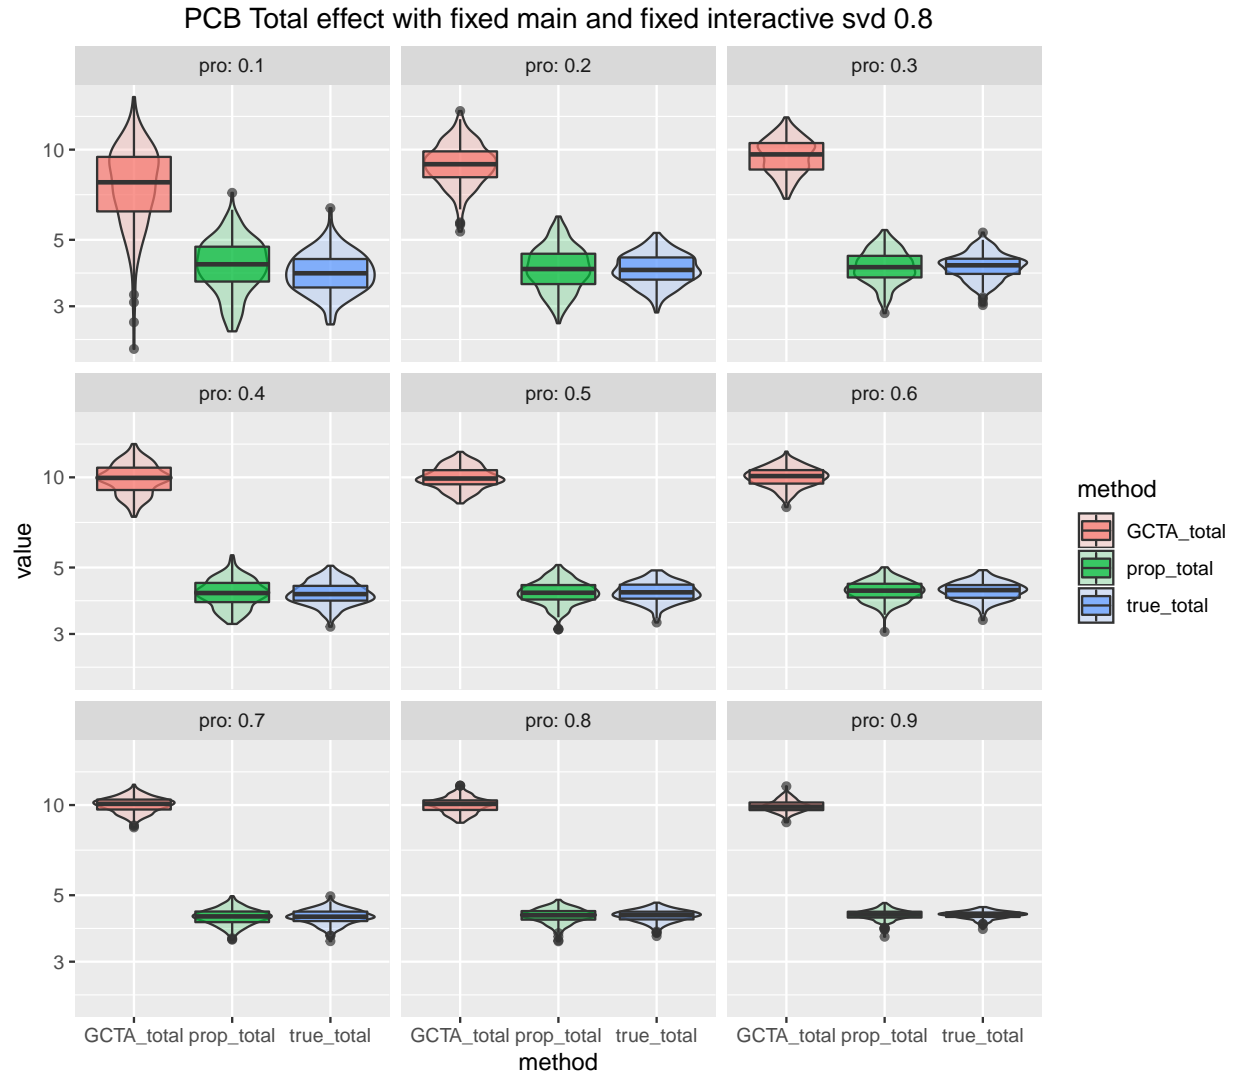 PCB Total effect with fixed main and fixed interactive svd 0.8
pro: 0.1
pro: 0.2
pro: 0.3
10
5
3
pro: 0.4
pro: 0.5
pro: 0.6
10
5
3
value
method
GCTA_total
prop_total
true_total
pro: 0.7
pro: 0.8
pro: 0.9
10
5
3
GCTA_total prop_total true_total
GCTA_total prop_total true_total
GCTA_total prop_total true_total
method